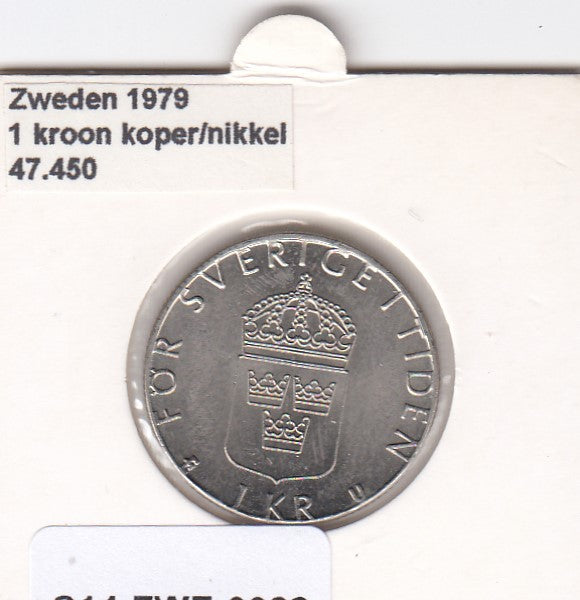 Zweden 1979
1 kroon koper/nikkel
47.450
FÖR SVERIGE I TIDEN
1 KR U